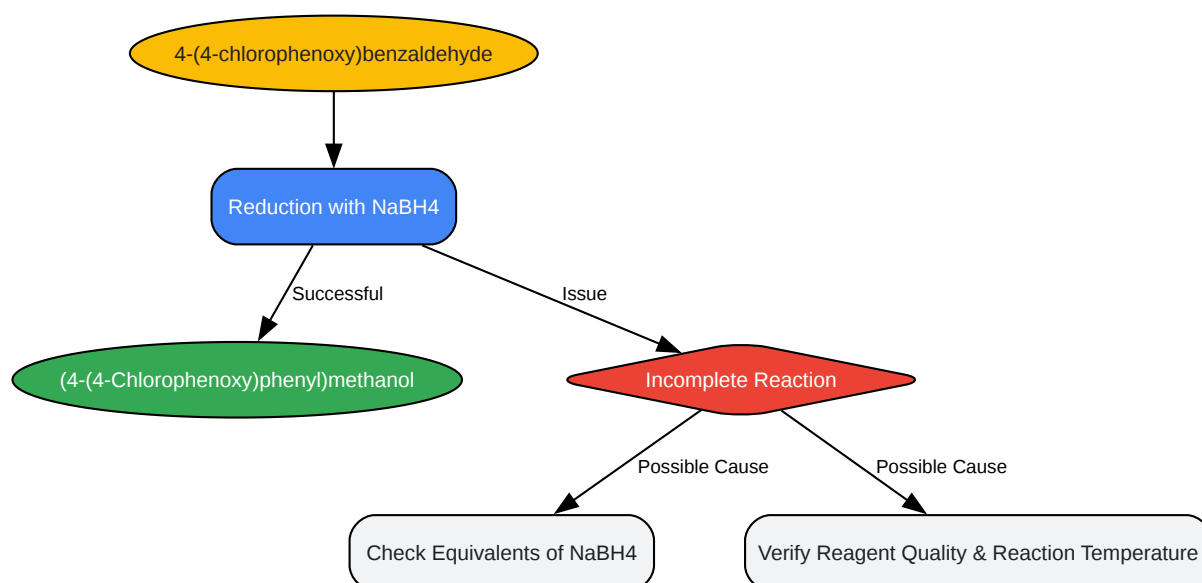 4-(4-chlorophenoxy)benzaldehyde
Reduction with NaBH4
Successful
Issue
(4-(4-Chlorophenoxy)phenyl)methanol
Incomplete Reaction
Possible Cause
Possible Cause
Check Equivalents of NaBH4
Verify Reagent Quality & Reaction Temperature